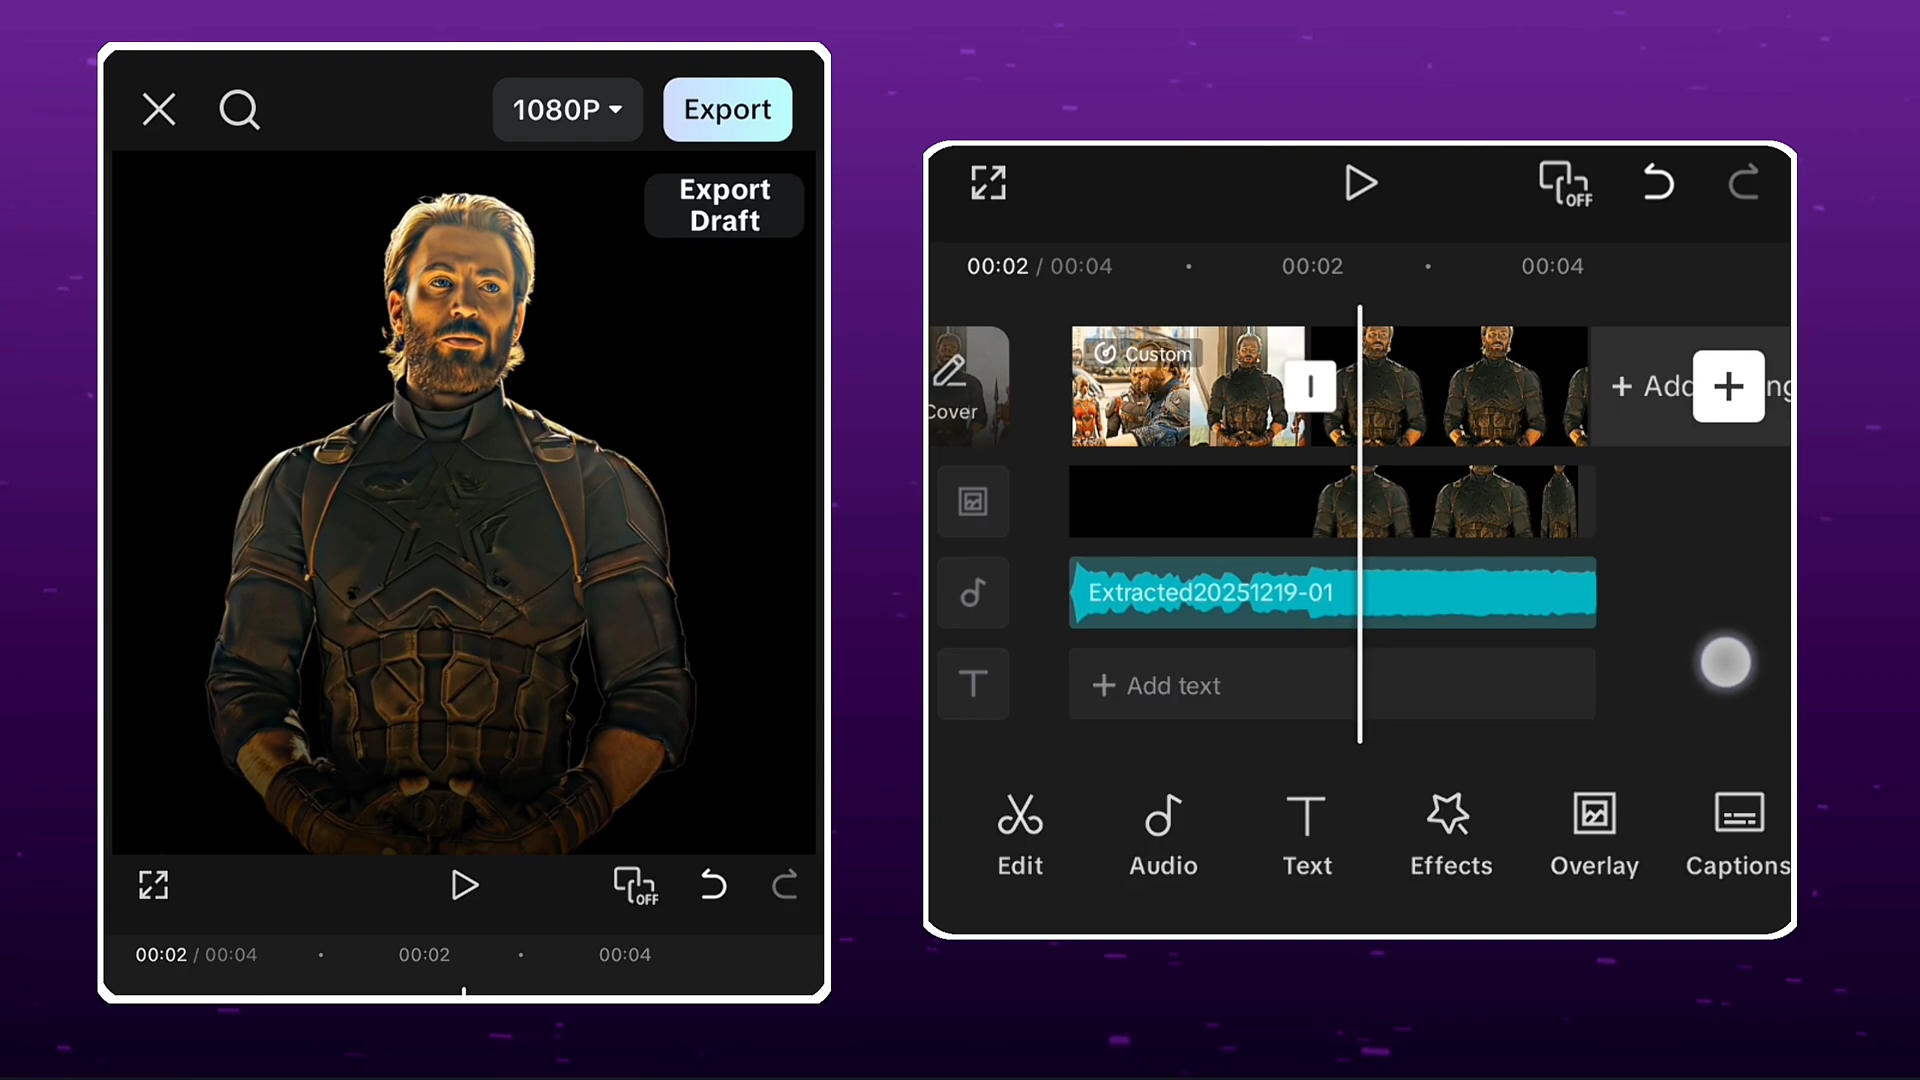 1080P
Export
Export
Draft
OFF
00:02 / 00:04
00:02
00:04
OFF
00:02 / 00:04
00:02
00:04
Cover
Custom
+ Add
Extracted20251219-01
+ Add text
Edit
Audio
Text
Effects
Overlay
Captions